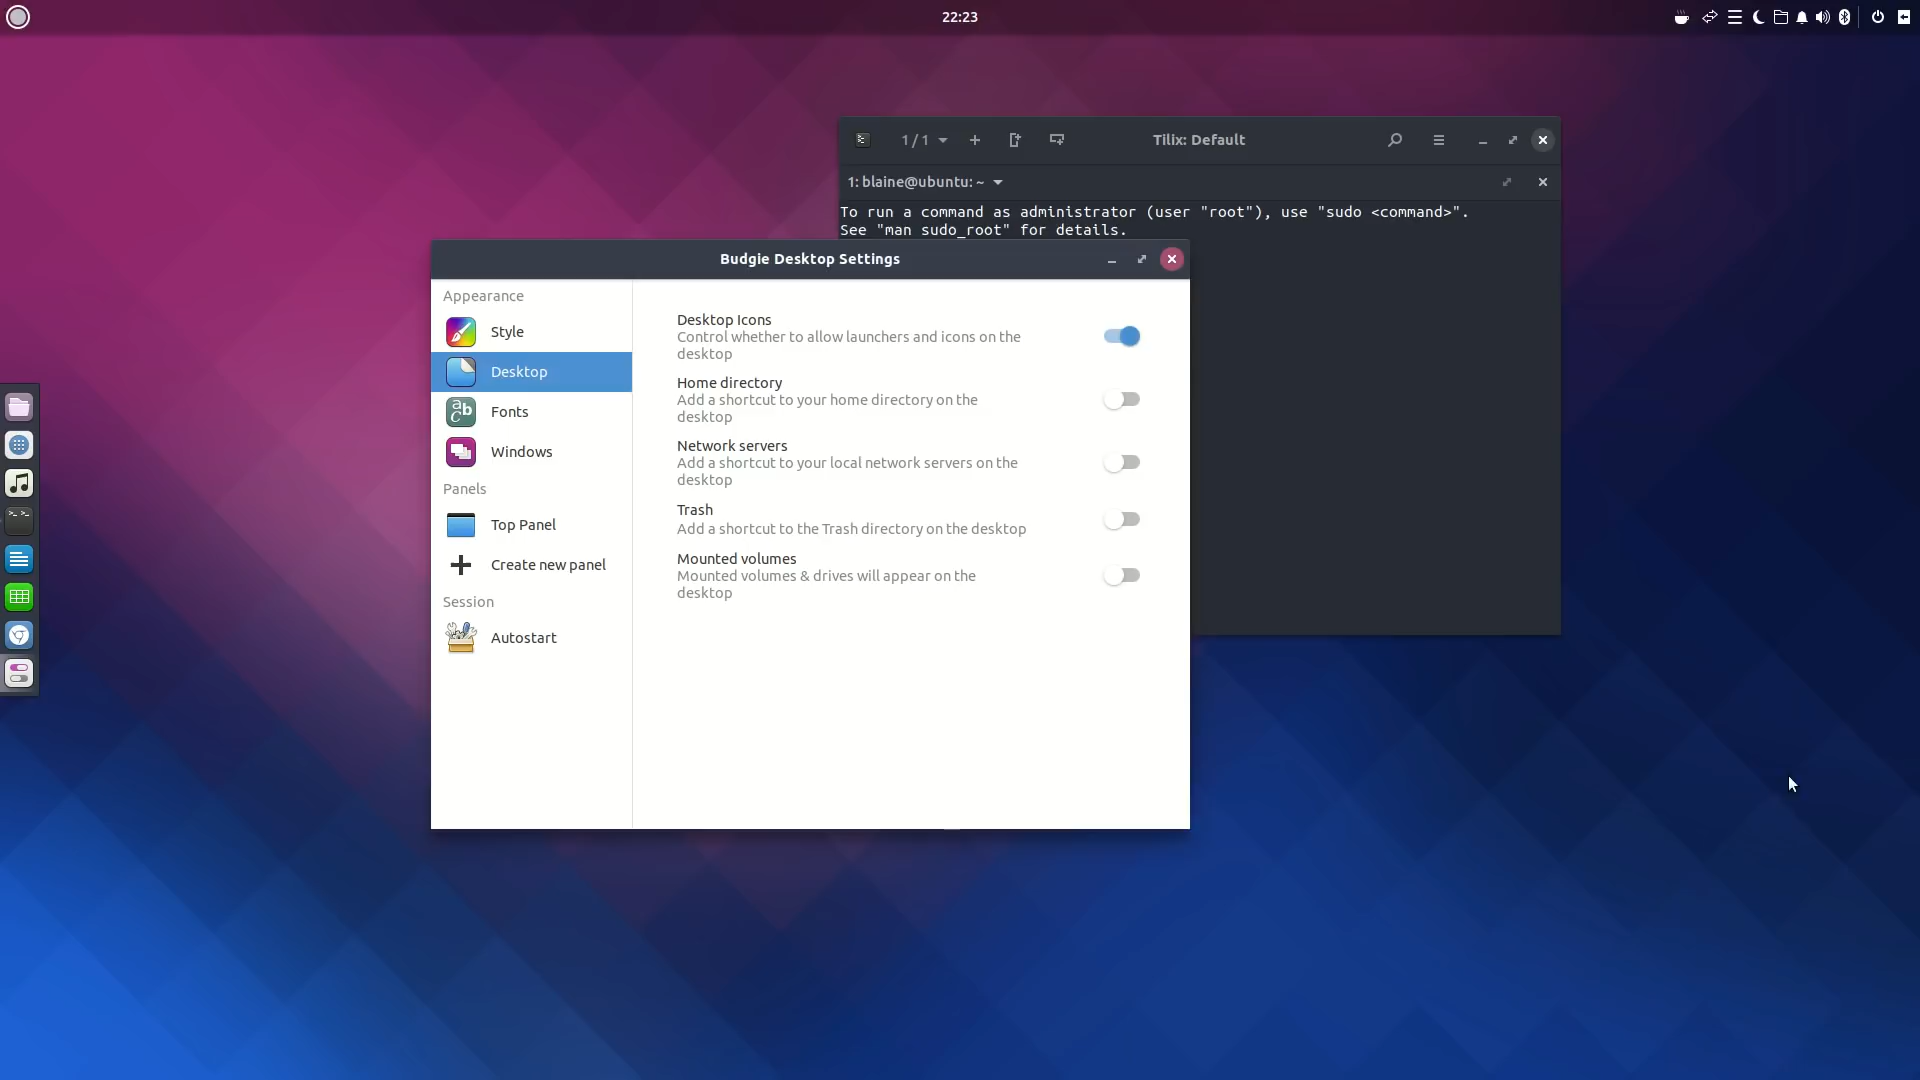 22:23
1 / 1
Tilix: Default
1: blaine@ubuntu: ~
To run a command as administrator (user "root"), use "sudo <command>".
See "man sudo_root" for details.
Budgie Desktop Settings
Appearance
Style
Desktop
Fonts
Windows
Panels
Top Panel
Create new panel
Session
Autostart
Desktop Icons
Control whether to allow launchers and icons on the
desktop
Home directory
Add a shortcut to your home directory on the
desktop
Network servers
Add a shortcut to your local network servers on the
desktop
Trash
Add a shortcut to the Trash directory on the desktop
Mounted volumes
Mounted volumes & drives will appear on the
desktop